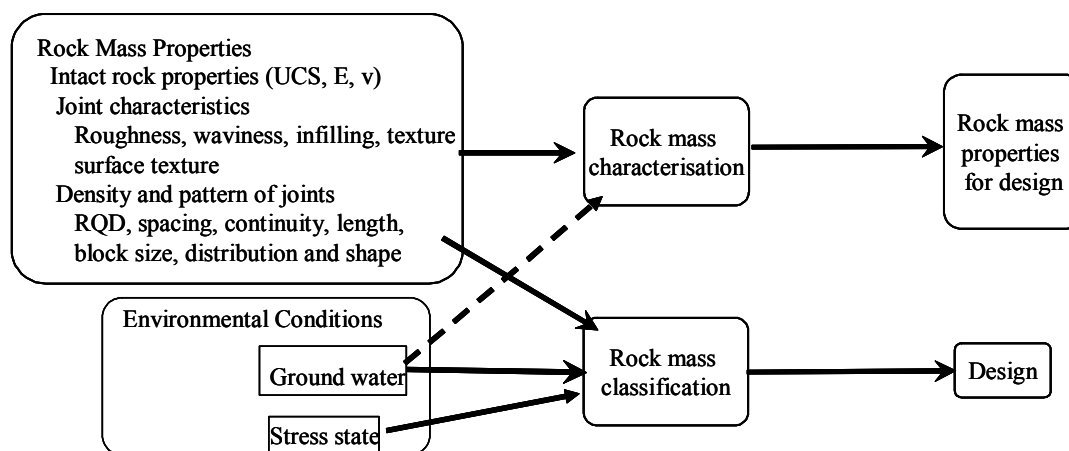 Rock Mass Properties
Intact rock properties (UCS, E, v)
Joint characteristics
Roughness, waviness, infilling, texture
surface texture
Density and pattern of joints
RQD, spacing, continuity, length,
block size, distribution and shape
Environmental Conditions
Ground water
Stress state
Rock mass
characterisation
Rock mass
classification
Rock mass
properties
for design
Design